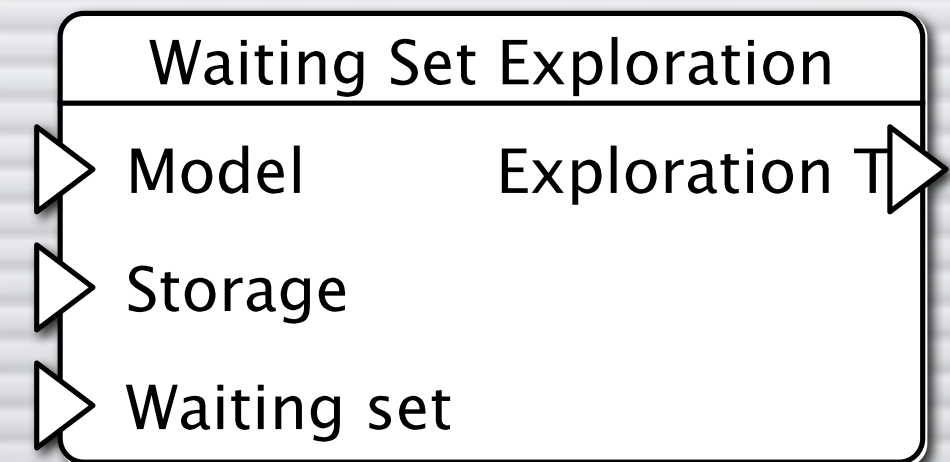 Waiting Set Exploration
Model Exploration T
Storage
Waiting set